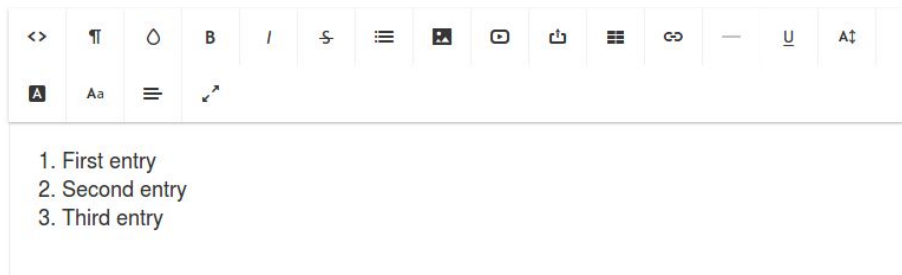 <> ¶ B I S U A↕
A Aa
1. First entry
2. Second entry
3. Third entry